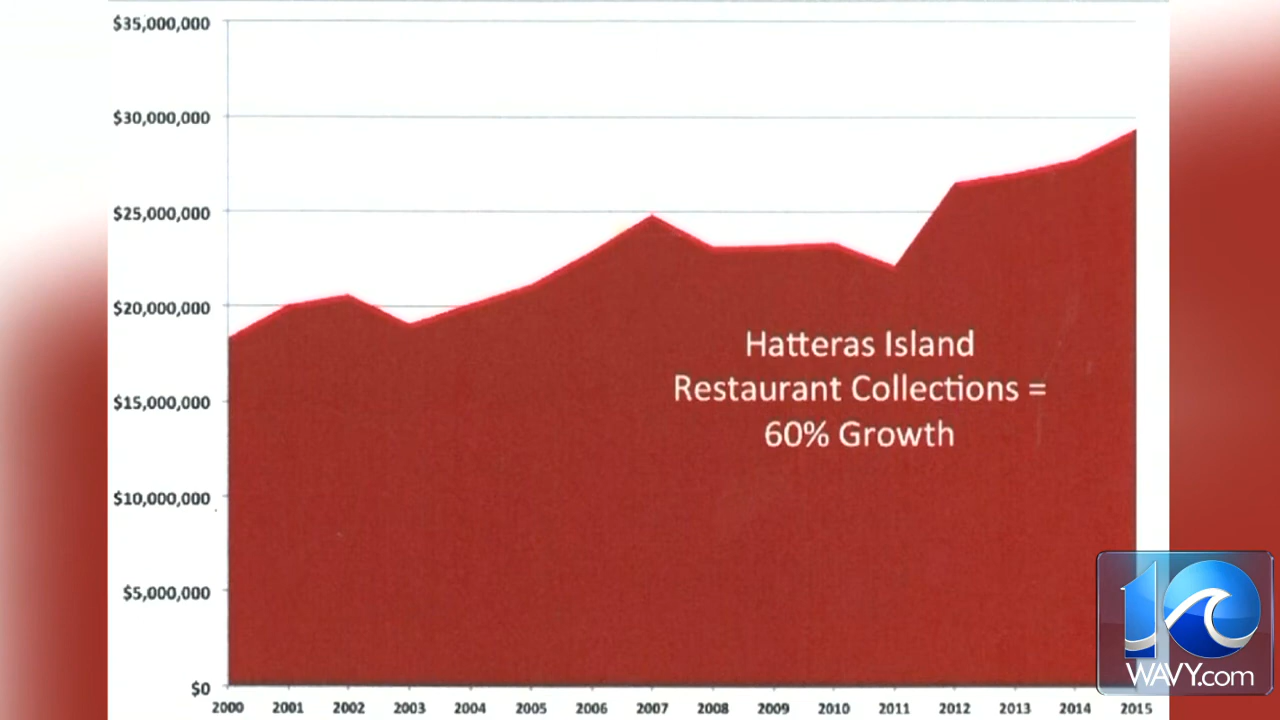 $35,000,000
$30,000,000
$25,000,000
$20,000,000
$15,000,000
$10,000,000
$5,000,000
$0
2000 2001 2002 2003 2004 2005 2006 2007 2008 2009 2010 2011 2012 2013 2014 2015
Hatteras Island
Restaurant Collections =
60% Growth
10
WAVY.com